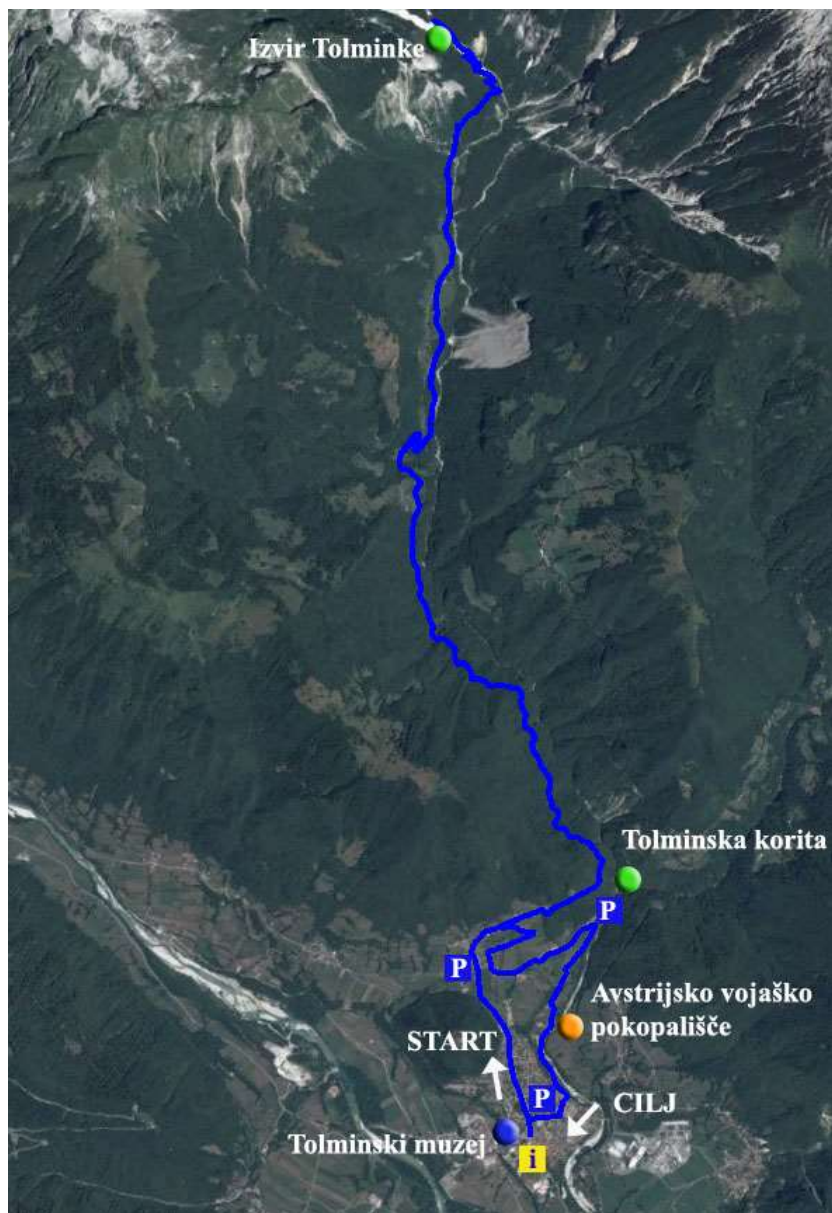 Izvir Tolminke
Tolminska korita
P
P
Avstrijsko vojaško
pokopališče
START
P
CILJ
Tolminski muzej
i